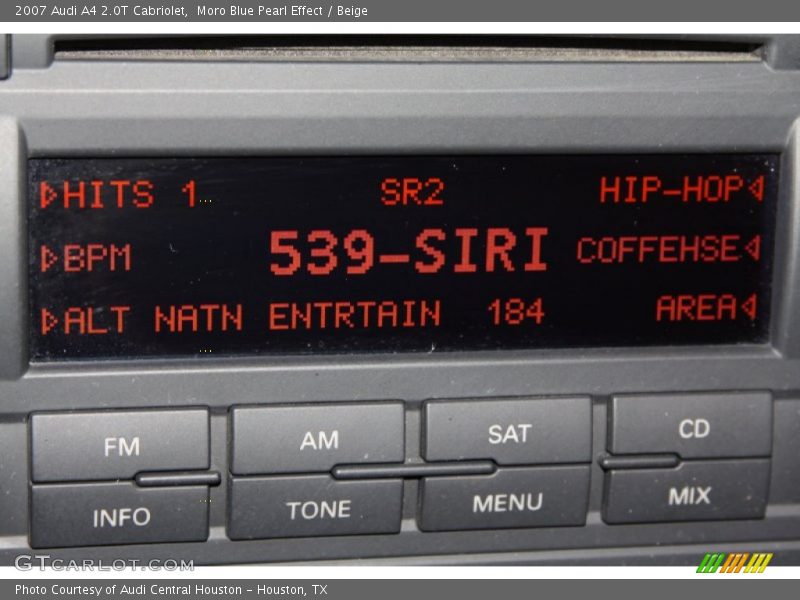 2007 Audi A4 2.0T Cabriolet, Moro Blue Pearl Effect / Beige
HITS 1 SR2 HIP-HOP
BPM 539-SIRI COFFEHSE
ALT NATN ENTRTAIN 184 AREA
FM AM SAT CD
INFO TONE MENU MIX
GTCARLOT.COM
Photo Courtesy of Audi Central Houston - Houston, TX